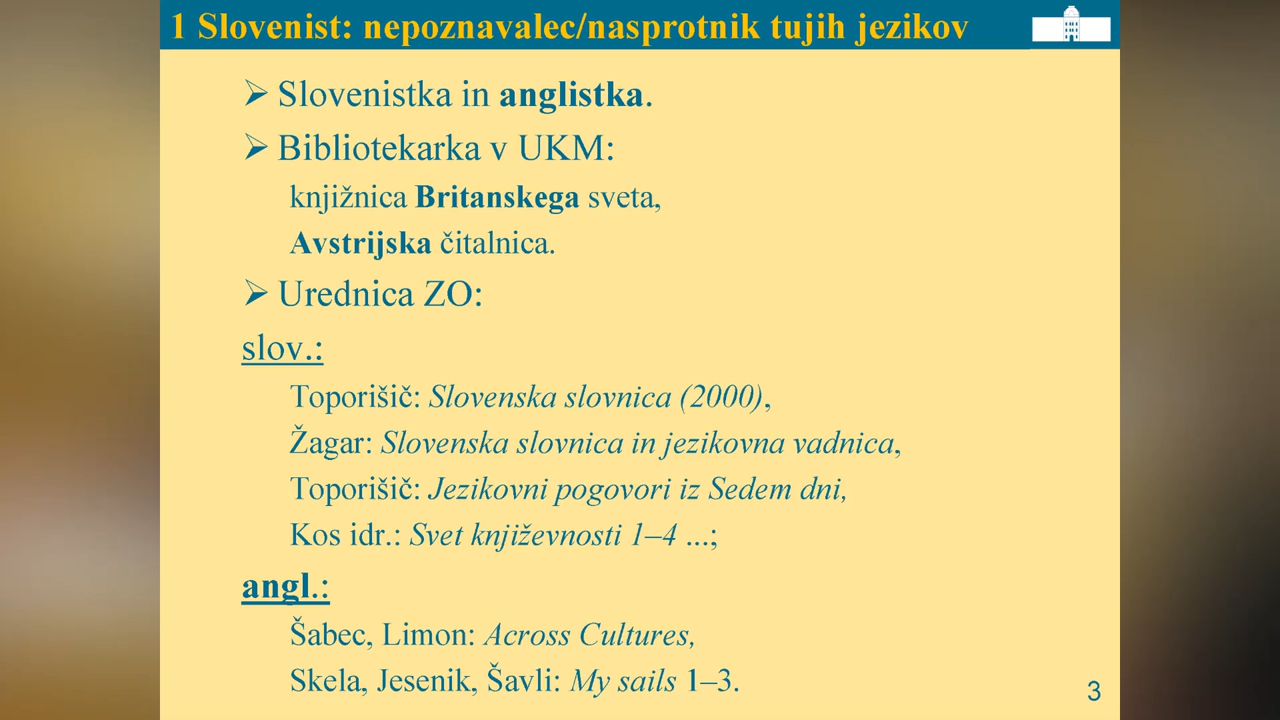 1 Slovenist: nepoznavalec/nasprotnik tujih jezikov
➢ Slovenistka in anglistka.
➢ Bibliotekarka v UKM:
knjižnica Britanskega sveta,
Avstrijska čitalnica.
➢ Urednica ZO:
slov.:
Toporišič: Slovenska slovnica (2000),
Žagar: Slovenska slovnica in jezikovna vadnica,
Toporišič: Jezikovni pogovori iz Sedem dni,
Kos idr.: Svet književnosti 1–4 ...;
angl.:
Šabec, Limon: Across Cultures,
Skela, Jesenik, Šavli: My sails 1–3.
3